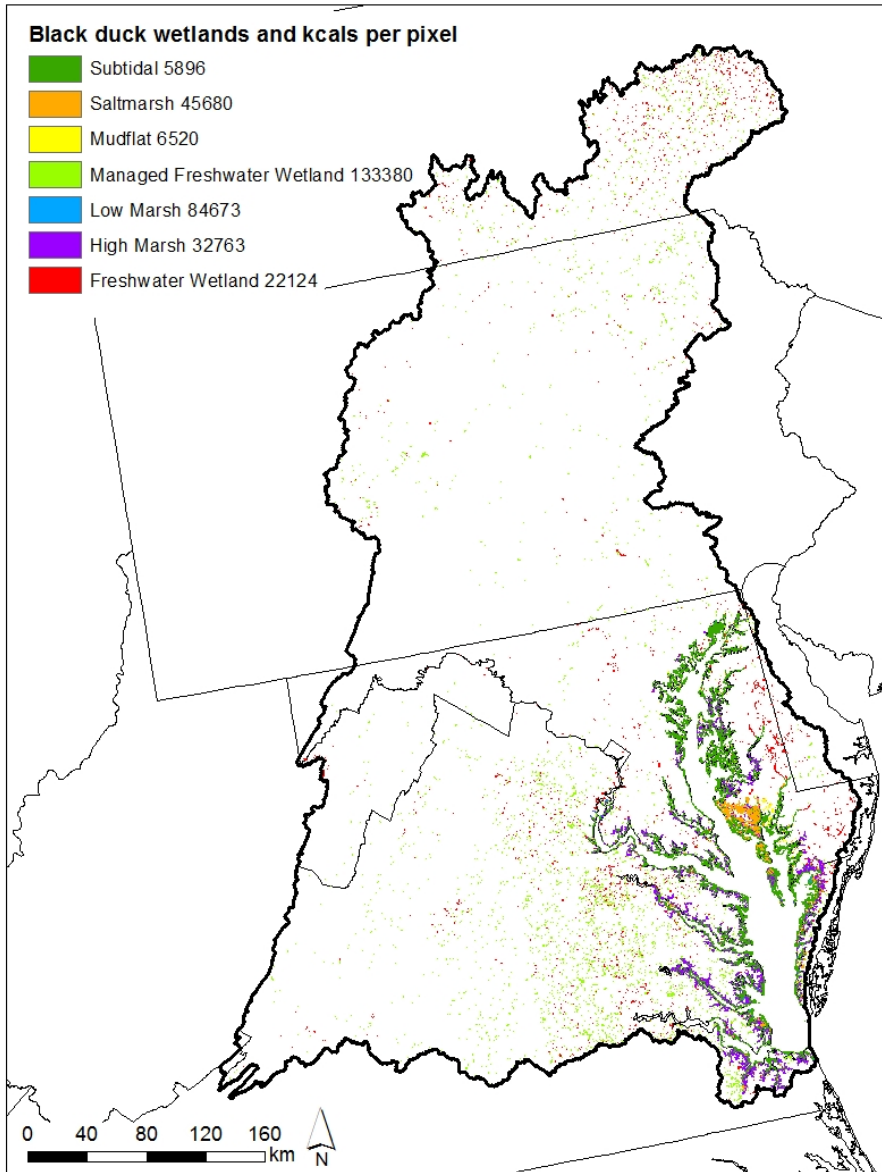 Black duck wetlands and kcals per pixel
Subtidal 5896
Saltmarsh 45680
Mudflat 6520
Managed Freshwater Wetland 133380
Low Marsh 84673
High Marsh 32763
Freshwater Wetland 22124
0 40 80 120 160
km
N